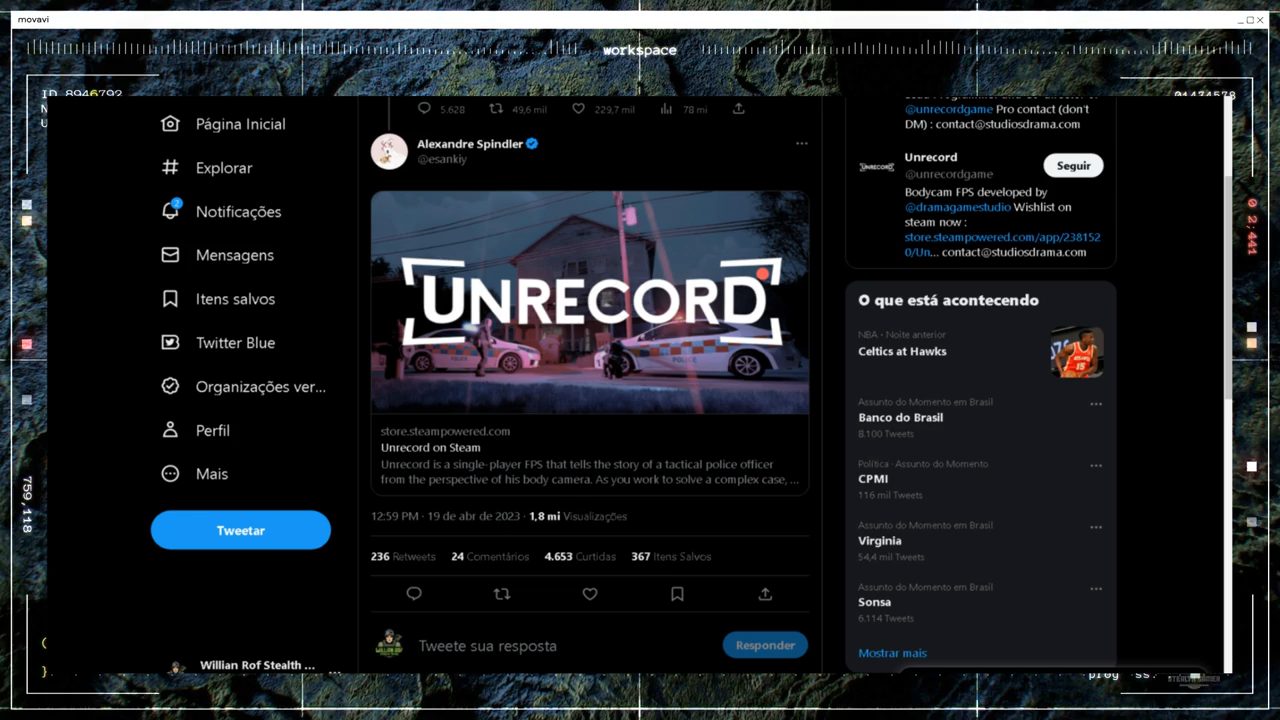 movavi
workspace
ID 8946792
01434578
5.628 49,6 mil 229,7 mil 78 mi
Página Inicial
Explorar
2
Notificações
Mensagens
Itens salvos
Twitter Blue
Organizações ver...
Perfil
Mais
Tweetar
Willian Rof Stealth ...
Alexandre Spindler
@esankiy
UNRECORD
POLICE
store.steampowered.com
Unrecord on Steam
Unrecord is a single-player FPS that tells the story of a tactical police officer
from the perspective of his body camera. As you work to solve a complex case, ...
12:59 PM · 19 de abr de 2023 · 1,8 mi Visualizações
236 Retweets 24 Comentários 4.653 Curtidas 367 Itens Salvos
Tweete sua resposta
Responder
@unrecordgame Pro contact (don't
DM) : contact@studiosdrama.com
UNRECORD
Unrecord
@unrecordgame
Seguir
Bodycam FPS developed by
@dramagamestudio Wishlist on
steam now :
store.steampowered.com/app/238152
0/Un... contact@studiosdrama.com
O que está acontecendo
NBA · Noite anterior
Celtics at Hawks
Assunto do Momento em Brasil
Banco do Brasil
8.100 Tweets
Política · Assunto do Momento
CPMI
116 mil Tweets
Assunto do Momento em Brasil
Virginia
54,4 mil Tweets
Assunto do Momento em Brasil
Sonsa
6.114 Tweets
Mostrar mais
0 2;441
759,118